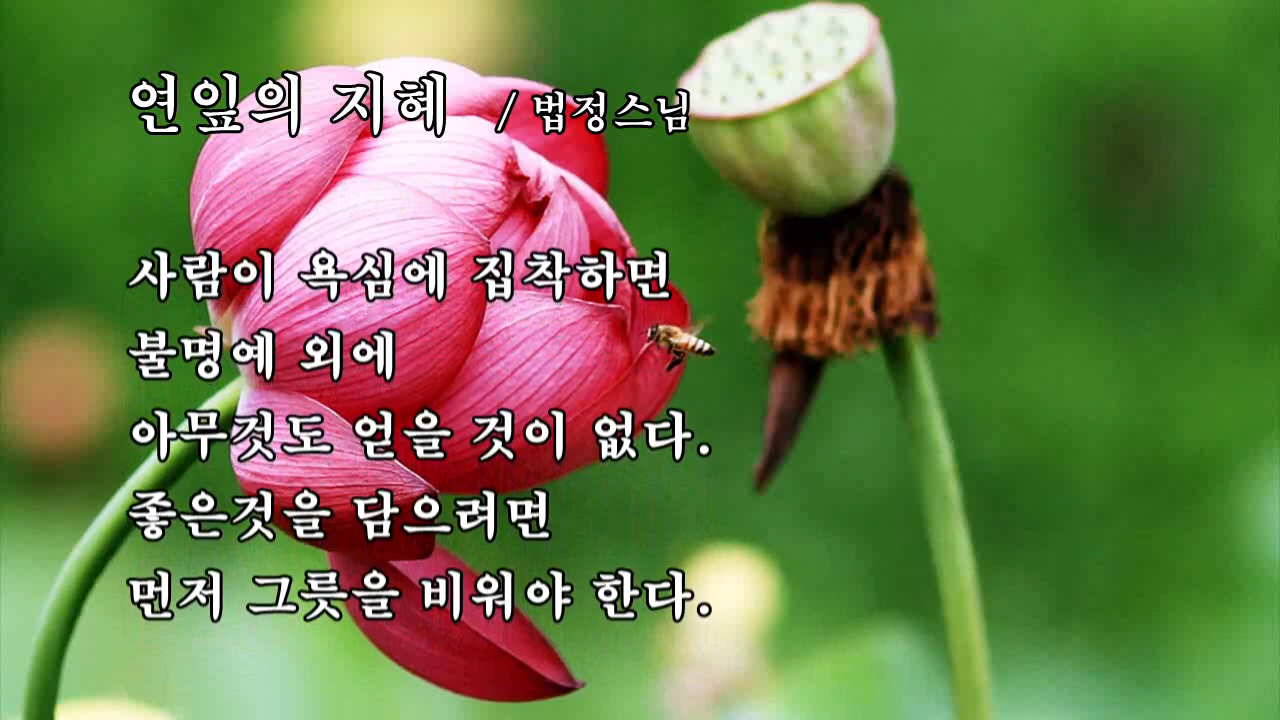 연잎의 지혜 / 법정스님
사람이 욕심에 집착하면
불명예 외에
아무것도 얻을 것이 없다.
좋은것을 담으려면
먼저 그릇을 비워야 한다.